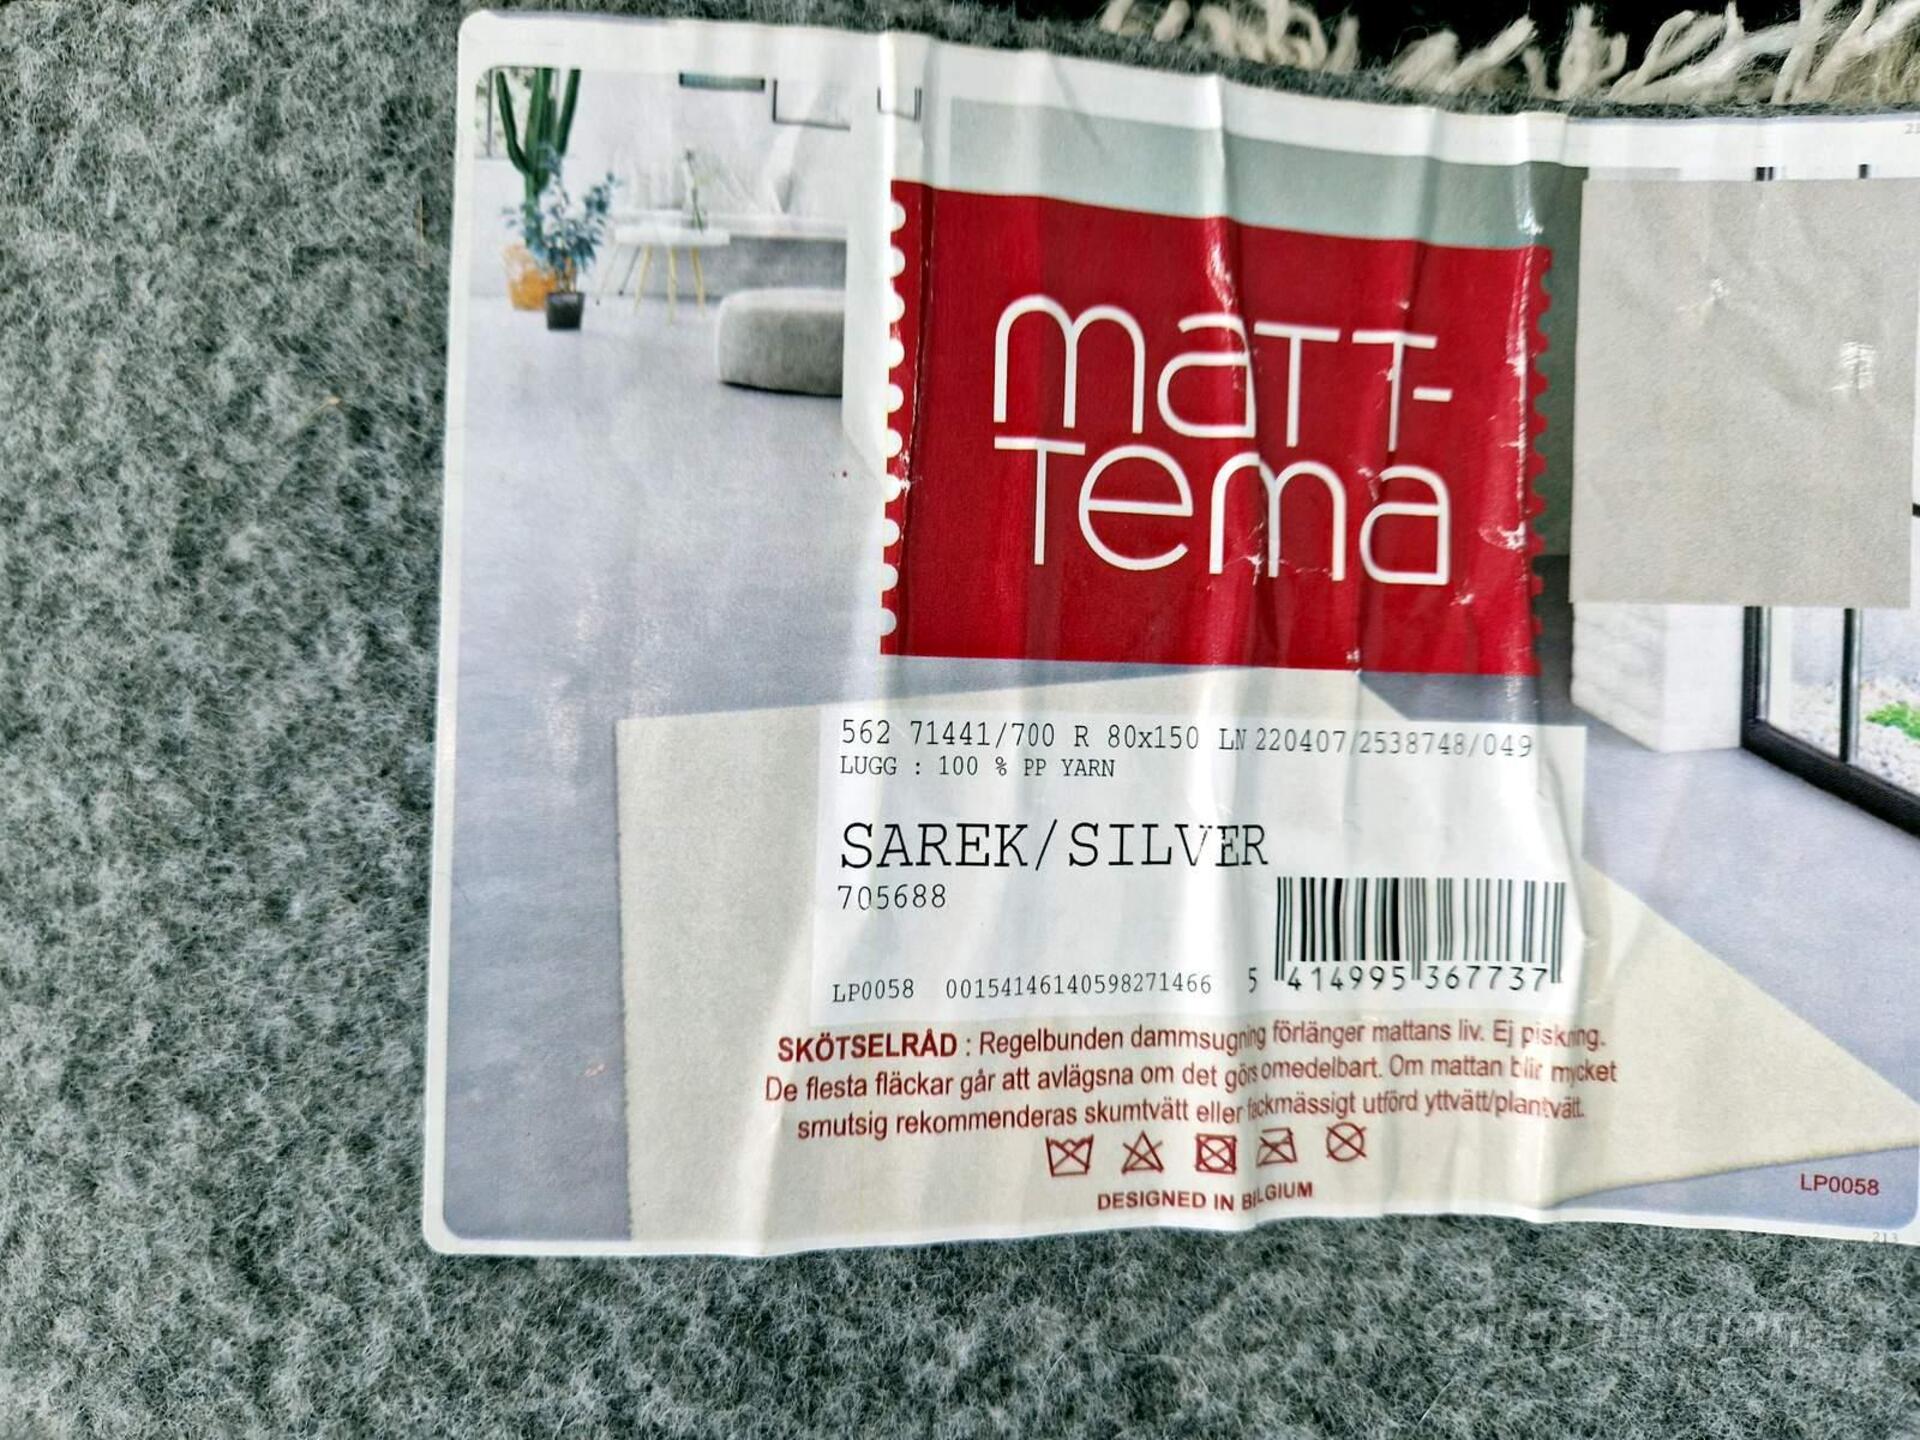 matt-
tema
562 71441/700 R 80x150 LN 220407/2538748/049
LUGG : 100 % PP YARN
SAREK/SILVER
705688
LP0058 00154146140598271466 5 414995 367737
SKÖTSELRÅD : Regelbunden dammsugning förlänger mattans liv. Ej piskning.
De flesta fläckar går att avlägsna om det görs omedelbart. Om mattan blir mycket
smutsig rekommenderas skumtvätt eller fackmässigt utförd yttvätt/plantvätt.
DESIGNED IN BELGIUM
LP0058
213